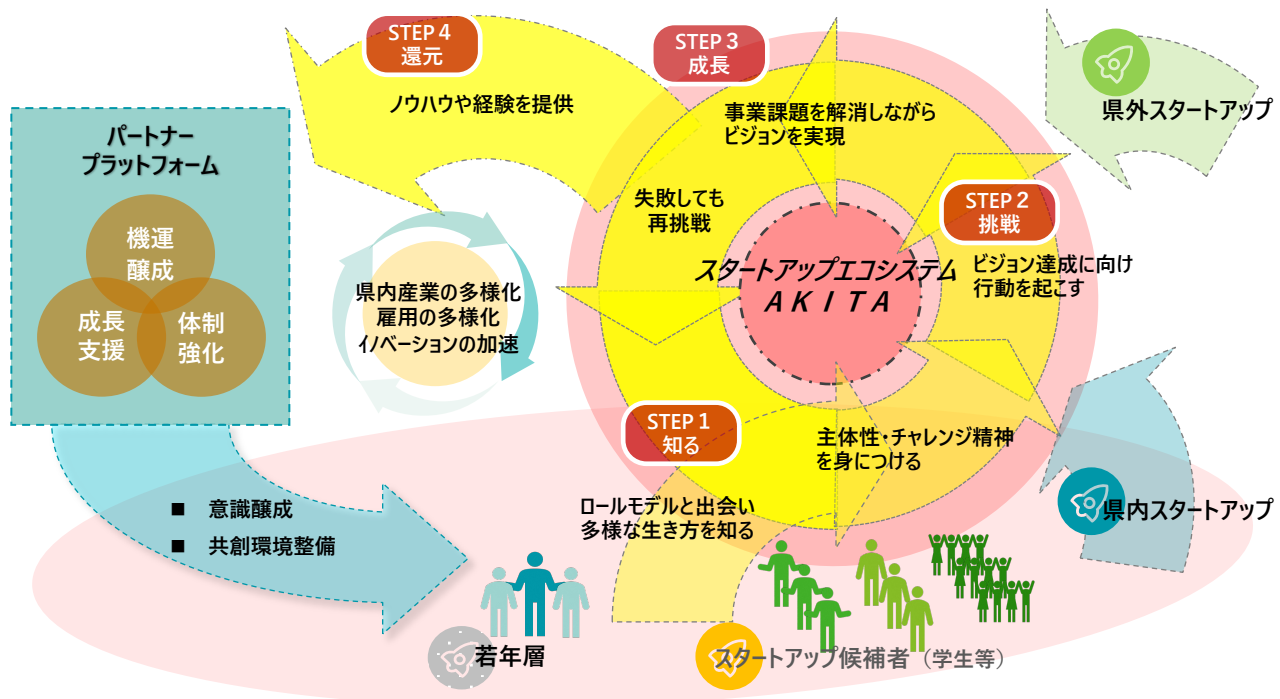 STEP 4
還元
ノウハウや経験を提供
STEP 3
成長
事業課題を解消しながら
ビジョンを実現
県外スタートアップ
パートナー
プラットフォーム
機運
醸成
成長
支援
体制
強化
失敗しても
再挑戦
STEP 2
挑戦
ビジョン達成に向け
行動を起こす
スタートアップエコシステム
AKITA
県内産業の多様化
雇用の多様化
イノベーションの加速
STEP 1
知る
主体性・チャレンジ精神
を身につける
ロールモデルと出会い
多様な生き方を知る
県内スタートアップ
■ 意識醸成
■ 共創環境整備
若年層
スタートアップ候補者（学生等）